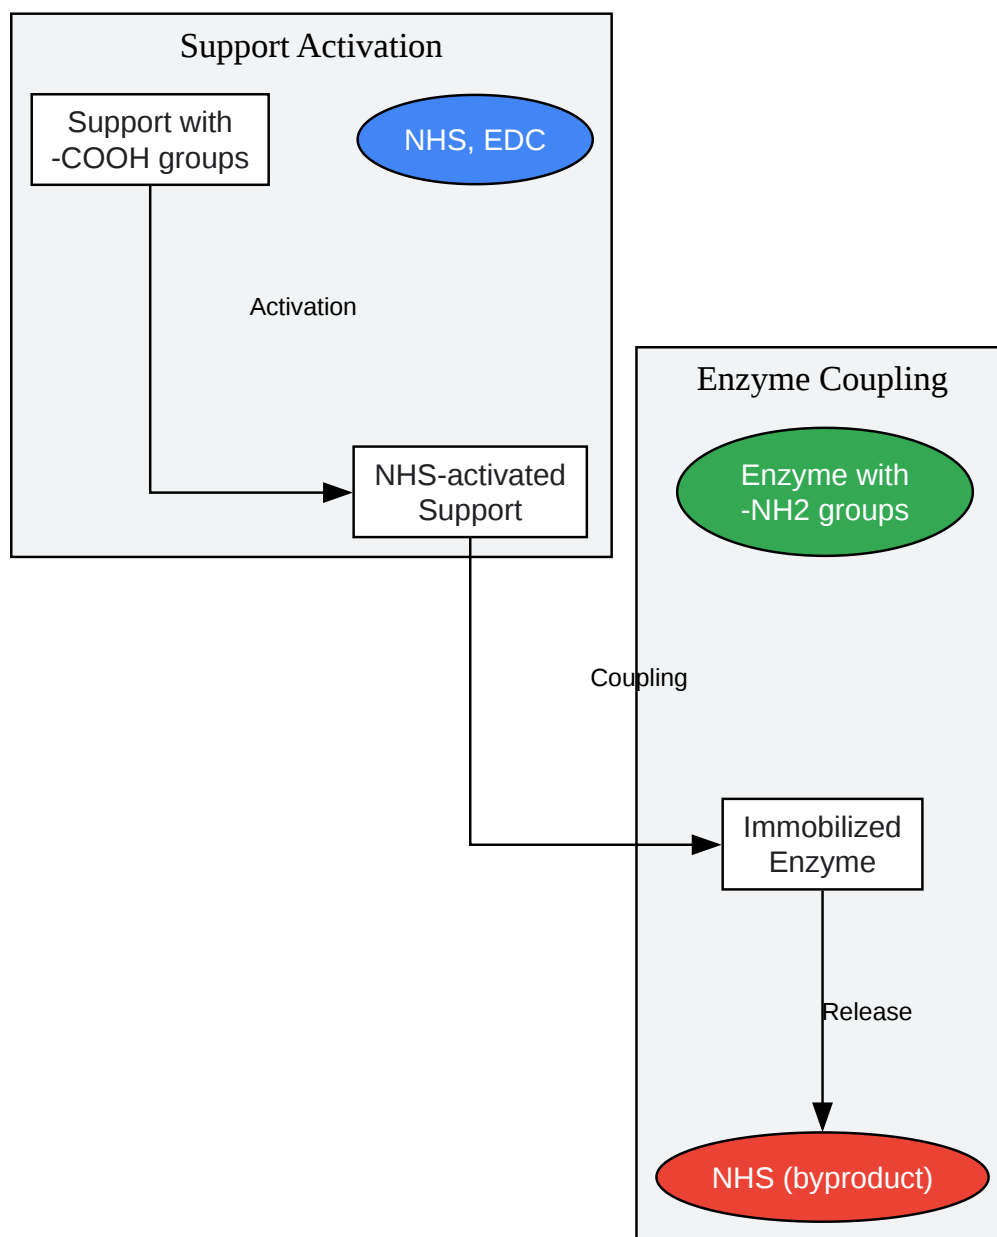 Support Activation
Support with
-COOH groups
NHS, EDC
Activation
NHS-activated
Support
Enzyme Coupling
Enzyme with
-NH2 groups
Coupling
Immobilized
Enzyme
Release
NHS (byproduct)